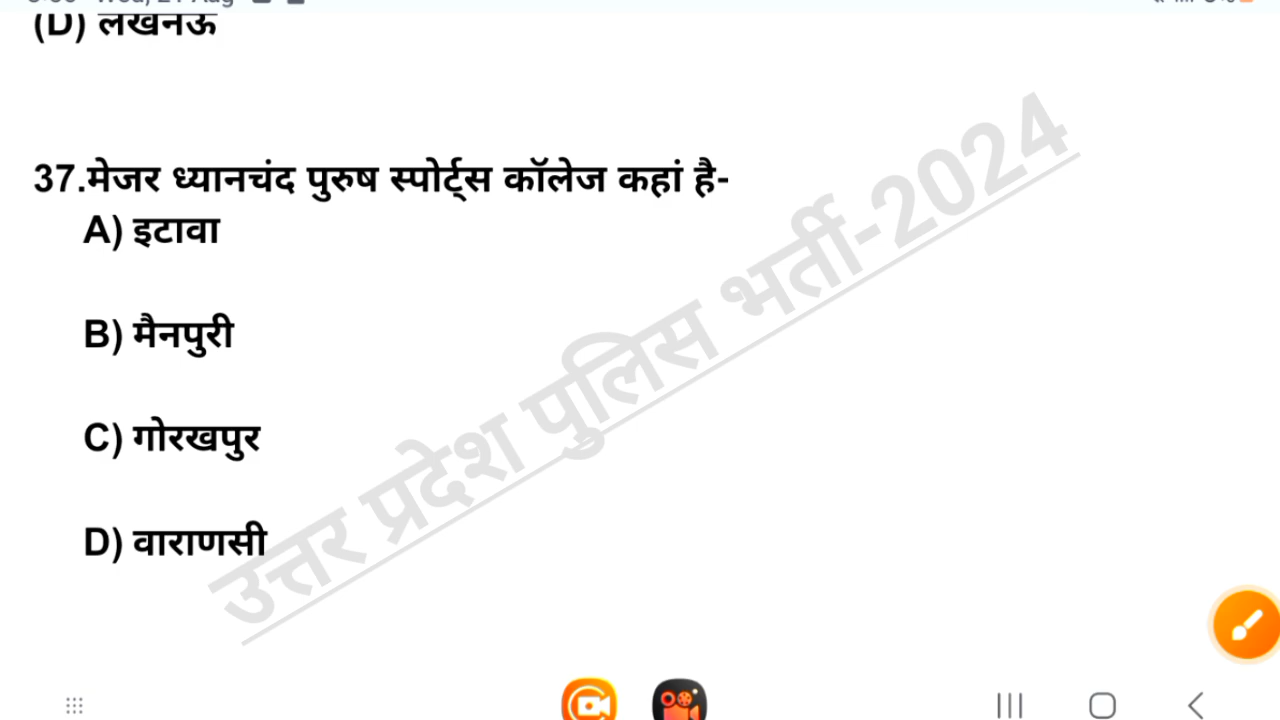 (D) लखनऊ
उत्तर प्रदेश पुलिस भर्ती-2024
37.मेजर ध्यानचंद पुरुष स्पोर्ट्स कॉलेज कहां है-
A) इटावा
B) मैनपुरी
C) गोरखपुर
D) वाराणसी